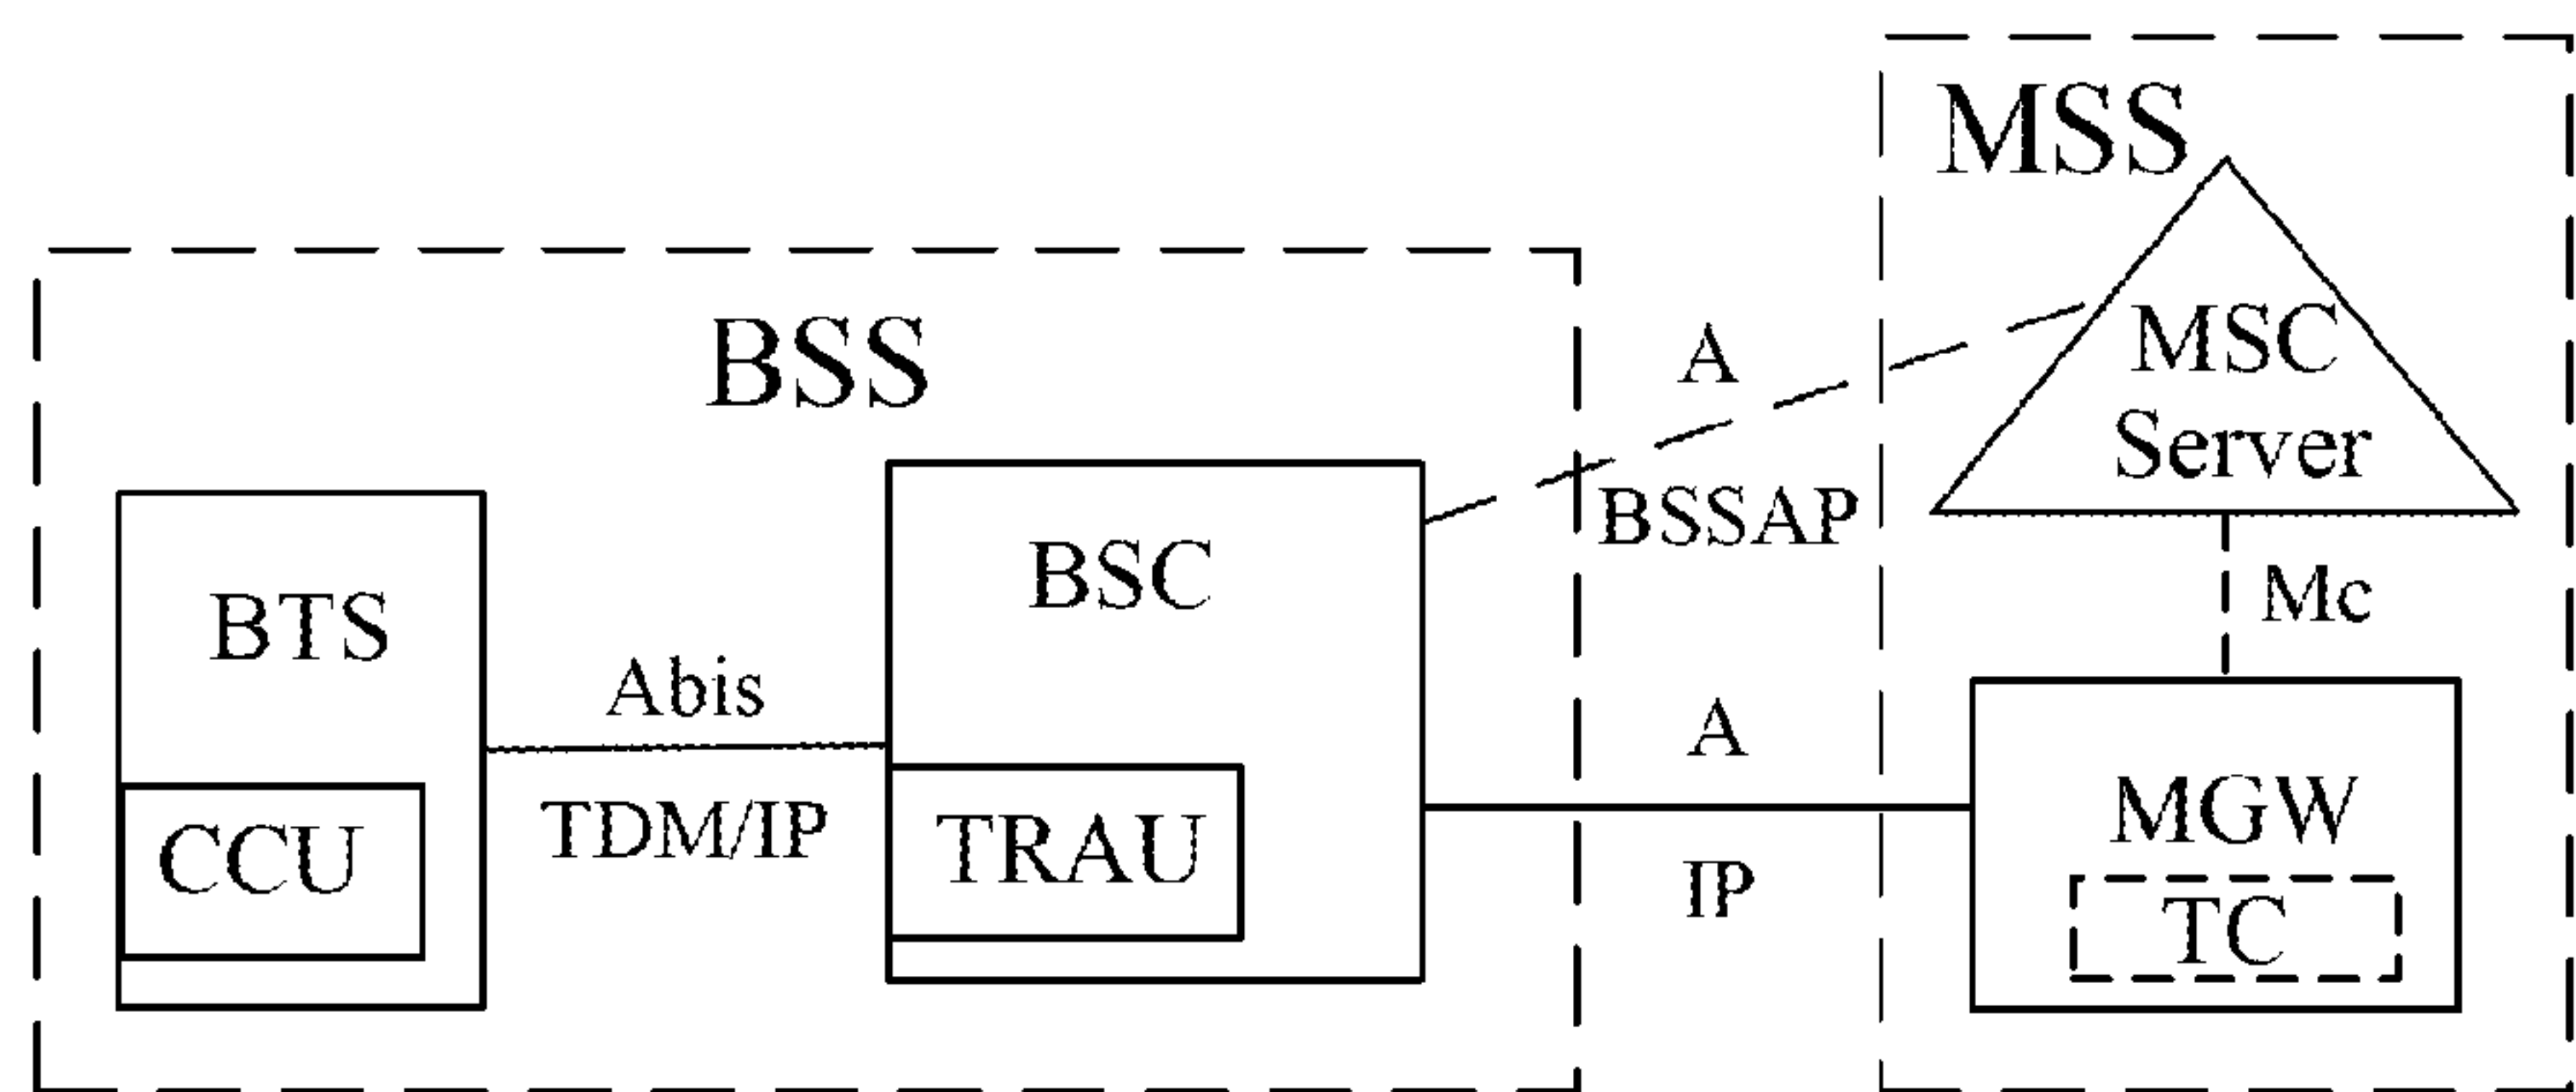 MSS
BSS
A
MSC
Server
BSSAP
BSC
Mc
BTS
Abis
A
TDM/IP
MGW
CCU
TRAU
IP
TC